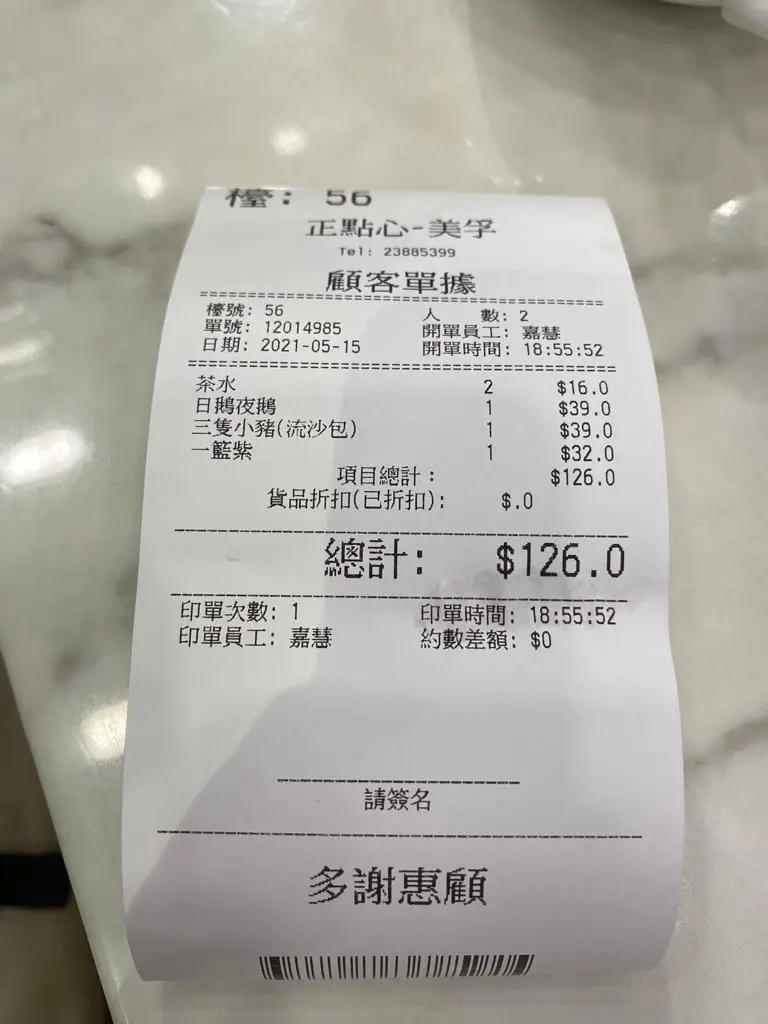 檯: 56
正點心-美孚
Tel: 23885399
顧客單據
檯號: 56 人 數: 2
單號: 12014985 開單員工: 嘉慧
日期: 2021-05-15 開單時間: 18:55:52
茶水 2 $16.0
日鵝夜鵝 1 $39.0
三隻小豬(流沙包) 1 $39.0
一籃紫 1 $32.0
項目總計: $126.0
貨品折扣(已折扣): $.0
總計: $126.0
印單次數: 1 印單時間: 18:55:52
印單員工: 嘉慧 約數差額: $0
請簽名
多謝惠顧